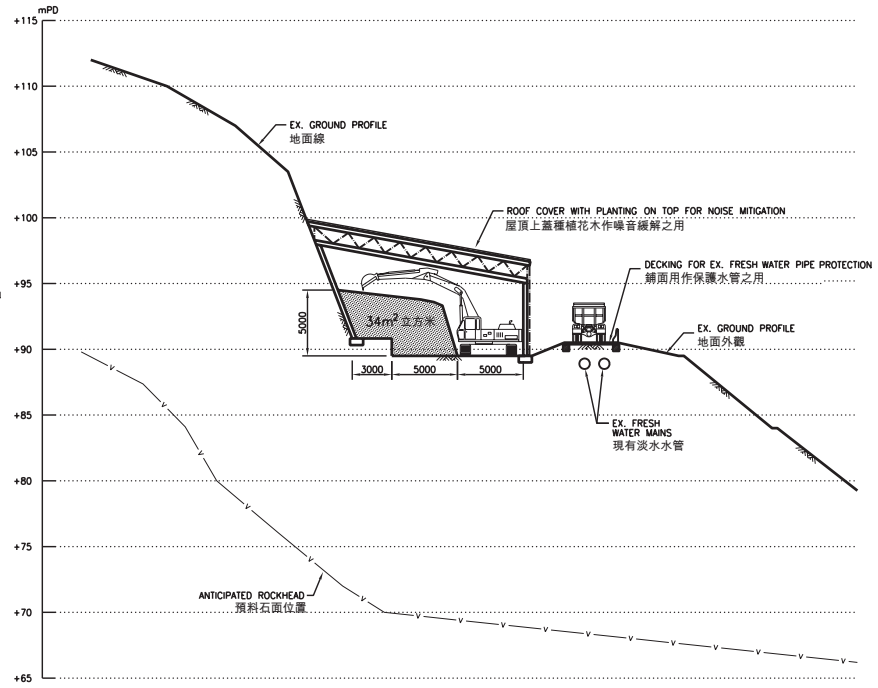 mPD
+115
+110
+105
+100
+95
+90
+85
+80
+75
+70
+65
EX. GROUND PROFILE
地面線
ROOF COVER WITH PLANTING ON TOP FOR NOISE MITIGATION
屋頂上蓋種植花木作噪音緩解之用
DECKING FOR EX. FRESH WATER PIPE PROTECTION
鋪面用作保護水管之用
5000
34m² 立方米
EX. GROUND PROFILE
地面外觀
3000
5000
5000
EX. FRESH
WATER MAINS
現有淡水水管
ANTICIPATED ROCKHEAD
預料石面位置